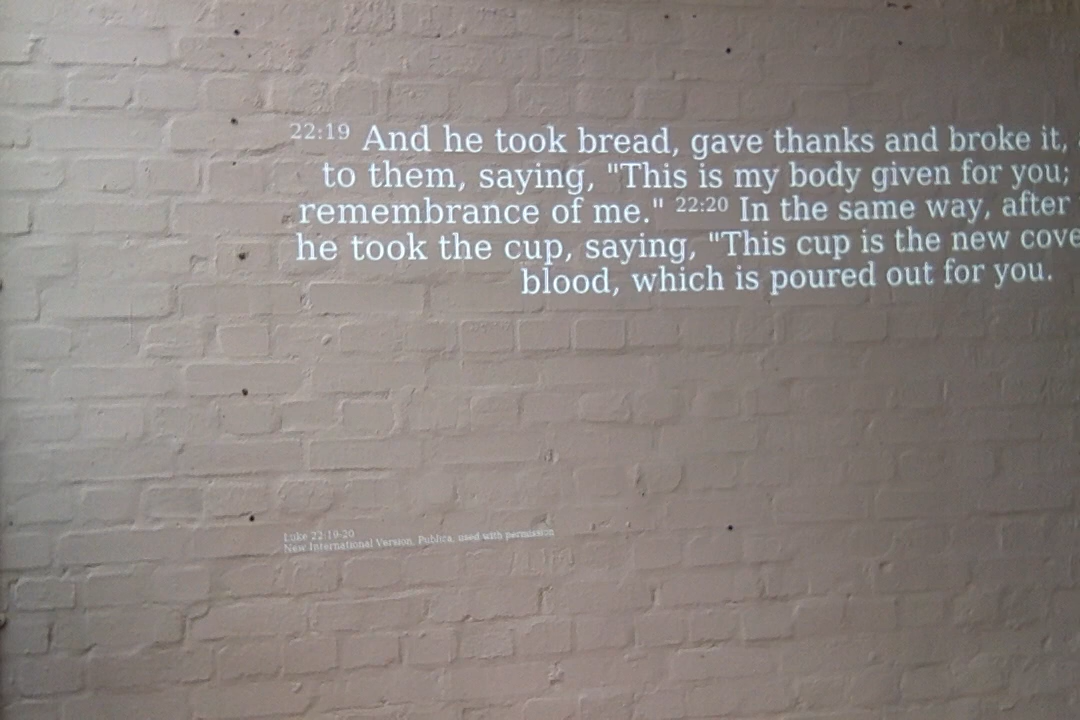 22:19 And he took bread, gave thanks and broke it,
to them, saying, "This is my body given for you;
remembrance of me." 22:20 In the same way, after
he took the cup, saying, "This cup is the new cove
blood, which is poured out for you.
Luke 22:19-20
New International Version, Publica, used with permission